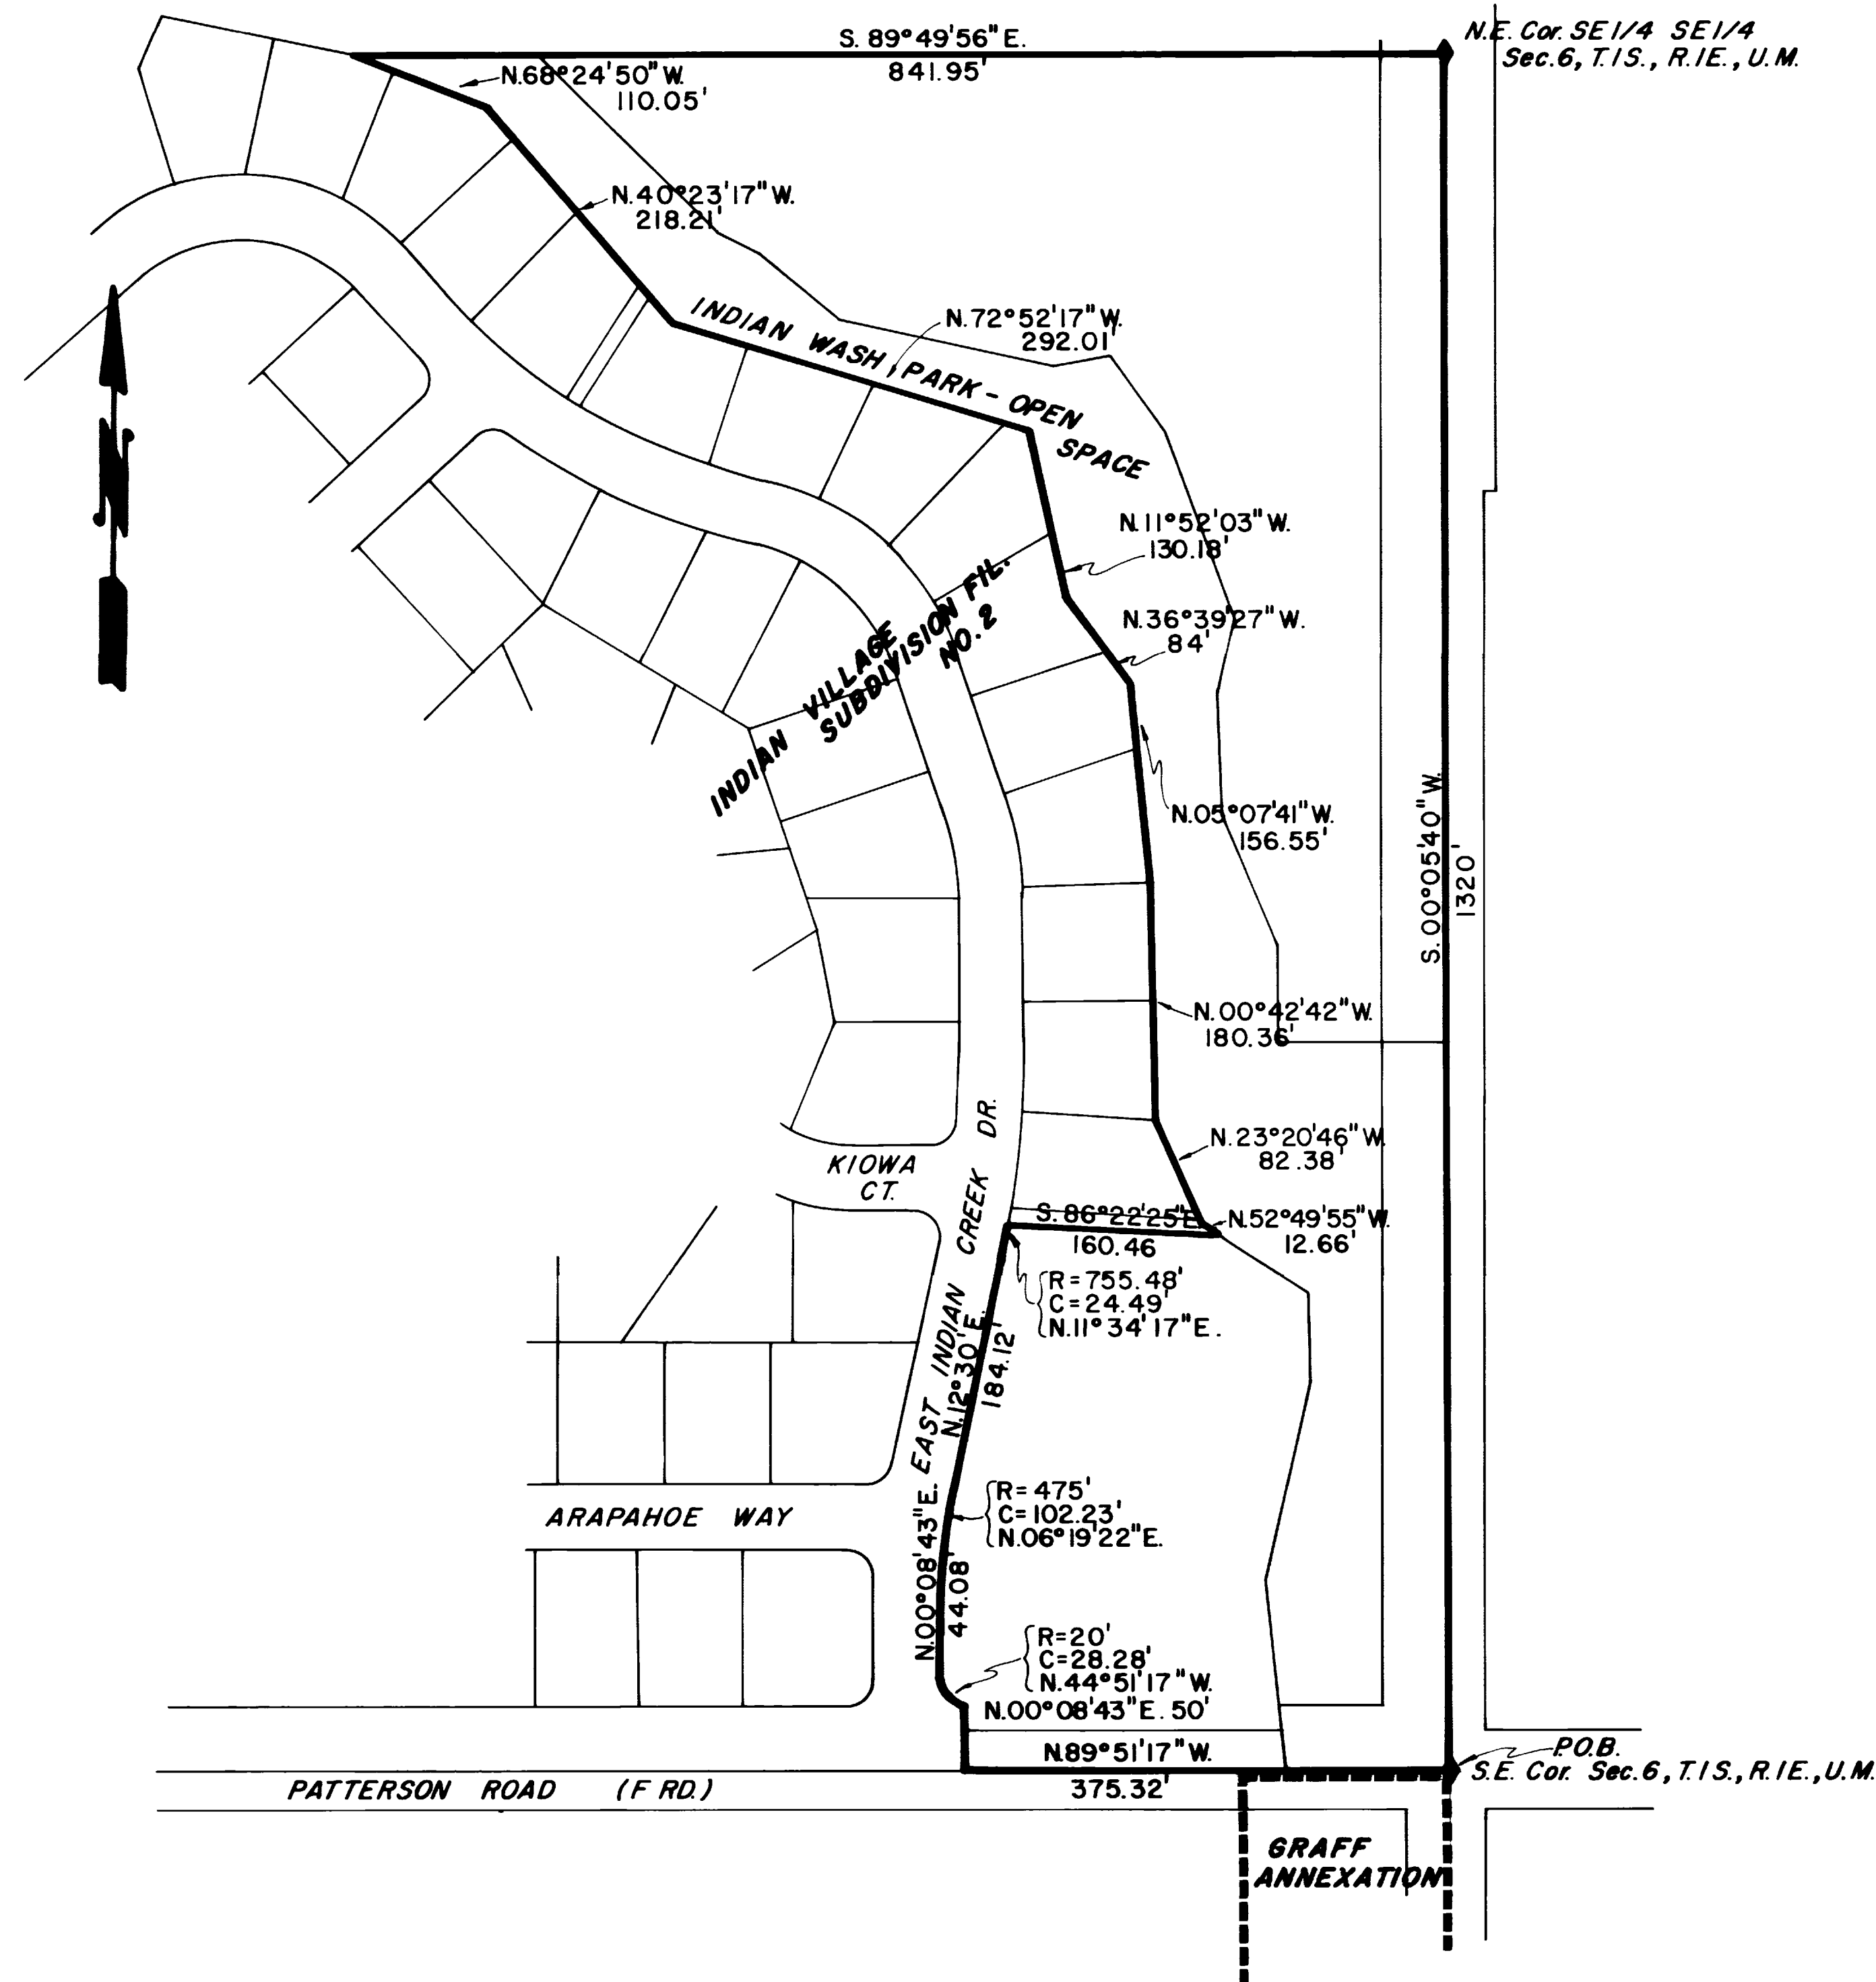 S. 89°49'56" E.
841.95'
N.E. Cor. SE1/4 SE1/4
Sec.6, T.1S., R.1E., U.M.
N.68°24'50" W.
110.05'
N.40°23'17" W.
218.21'
N.72°52'17" W.
292.01'
INDIAN WASH PARK - OPEN
SPACE
N.11°52'03" W.
130.18'
N.36°39'27" W.
84'
INDIAN VILLAGE
SUBDIVISION FIL.
NO. 2
N.05°07'41" W.
156.55'
S. 00°05'40" W.
1320'
N.00°42'42" W.
180.36'
N.23°20'46" W.
82.38'
KIOWA
CT.
EAST INDIAN CREEK DR.
S. 86°22'25" E.
160.46
N.52°49'55" W.
12.66'
R=755.48'
C=24.49'
N.11°34'17" E.
N.12°30' E.
184.12'
ARAPAHOE WAY
R=475'
C=102.23'
N.06°19'22" E.
N.00°08'43" E.
44.08'
R=20'
C=28.28'
N.44°51'17" W.
N.00°08'43" E. 50'
N.89°51'17" W.
375.32'
P.O.B.
S.E. Cor. Sec.6, T.1S., R.1E., U.M.
PATTERSON ROAD (F RD.)
GRAFF
ANNEXATION
N